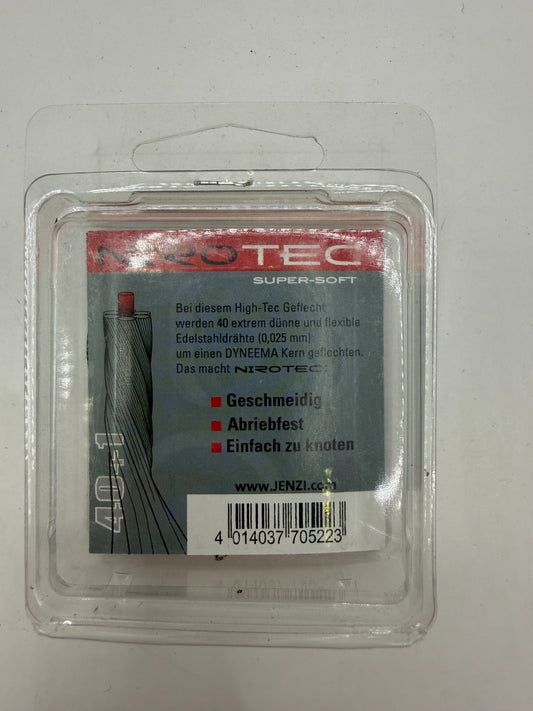 NIROTEC
SUPER-SOFT
Bei diesem High-Tec Geflecht
werden 40 extrem dünne und flexible
Edelstahldrähte (0,025 mm)
um einen DYNEEMA Kern geflochten.
Das macht NIROTEC:
Geschmeidig
Abriebfest
Einfach zu knoten
40+1
www.JENZI.com
4 014037 705223